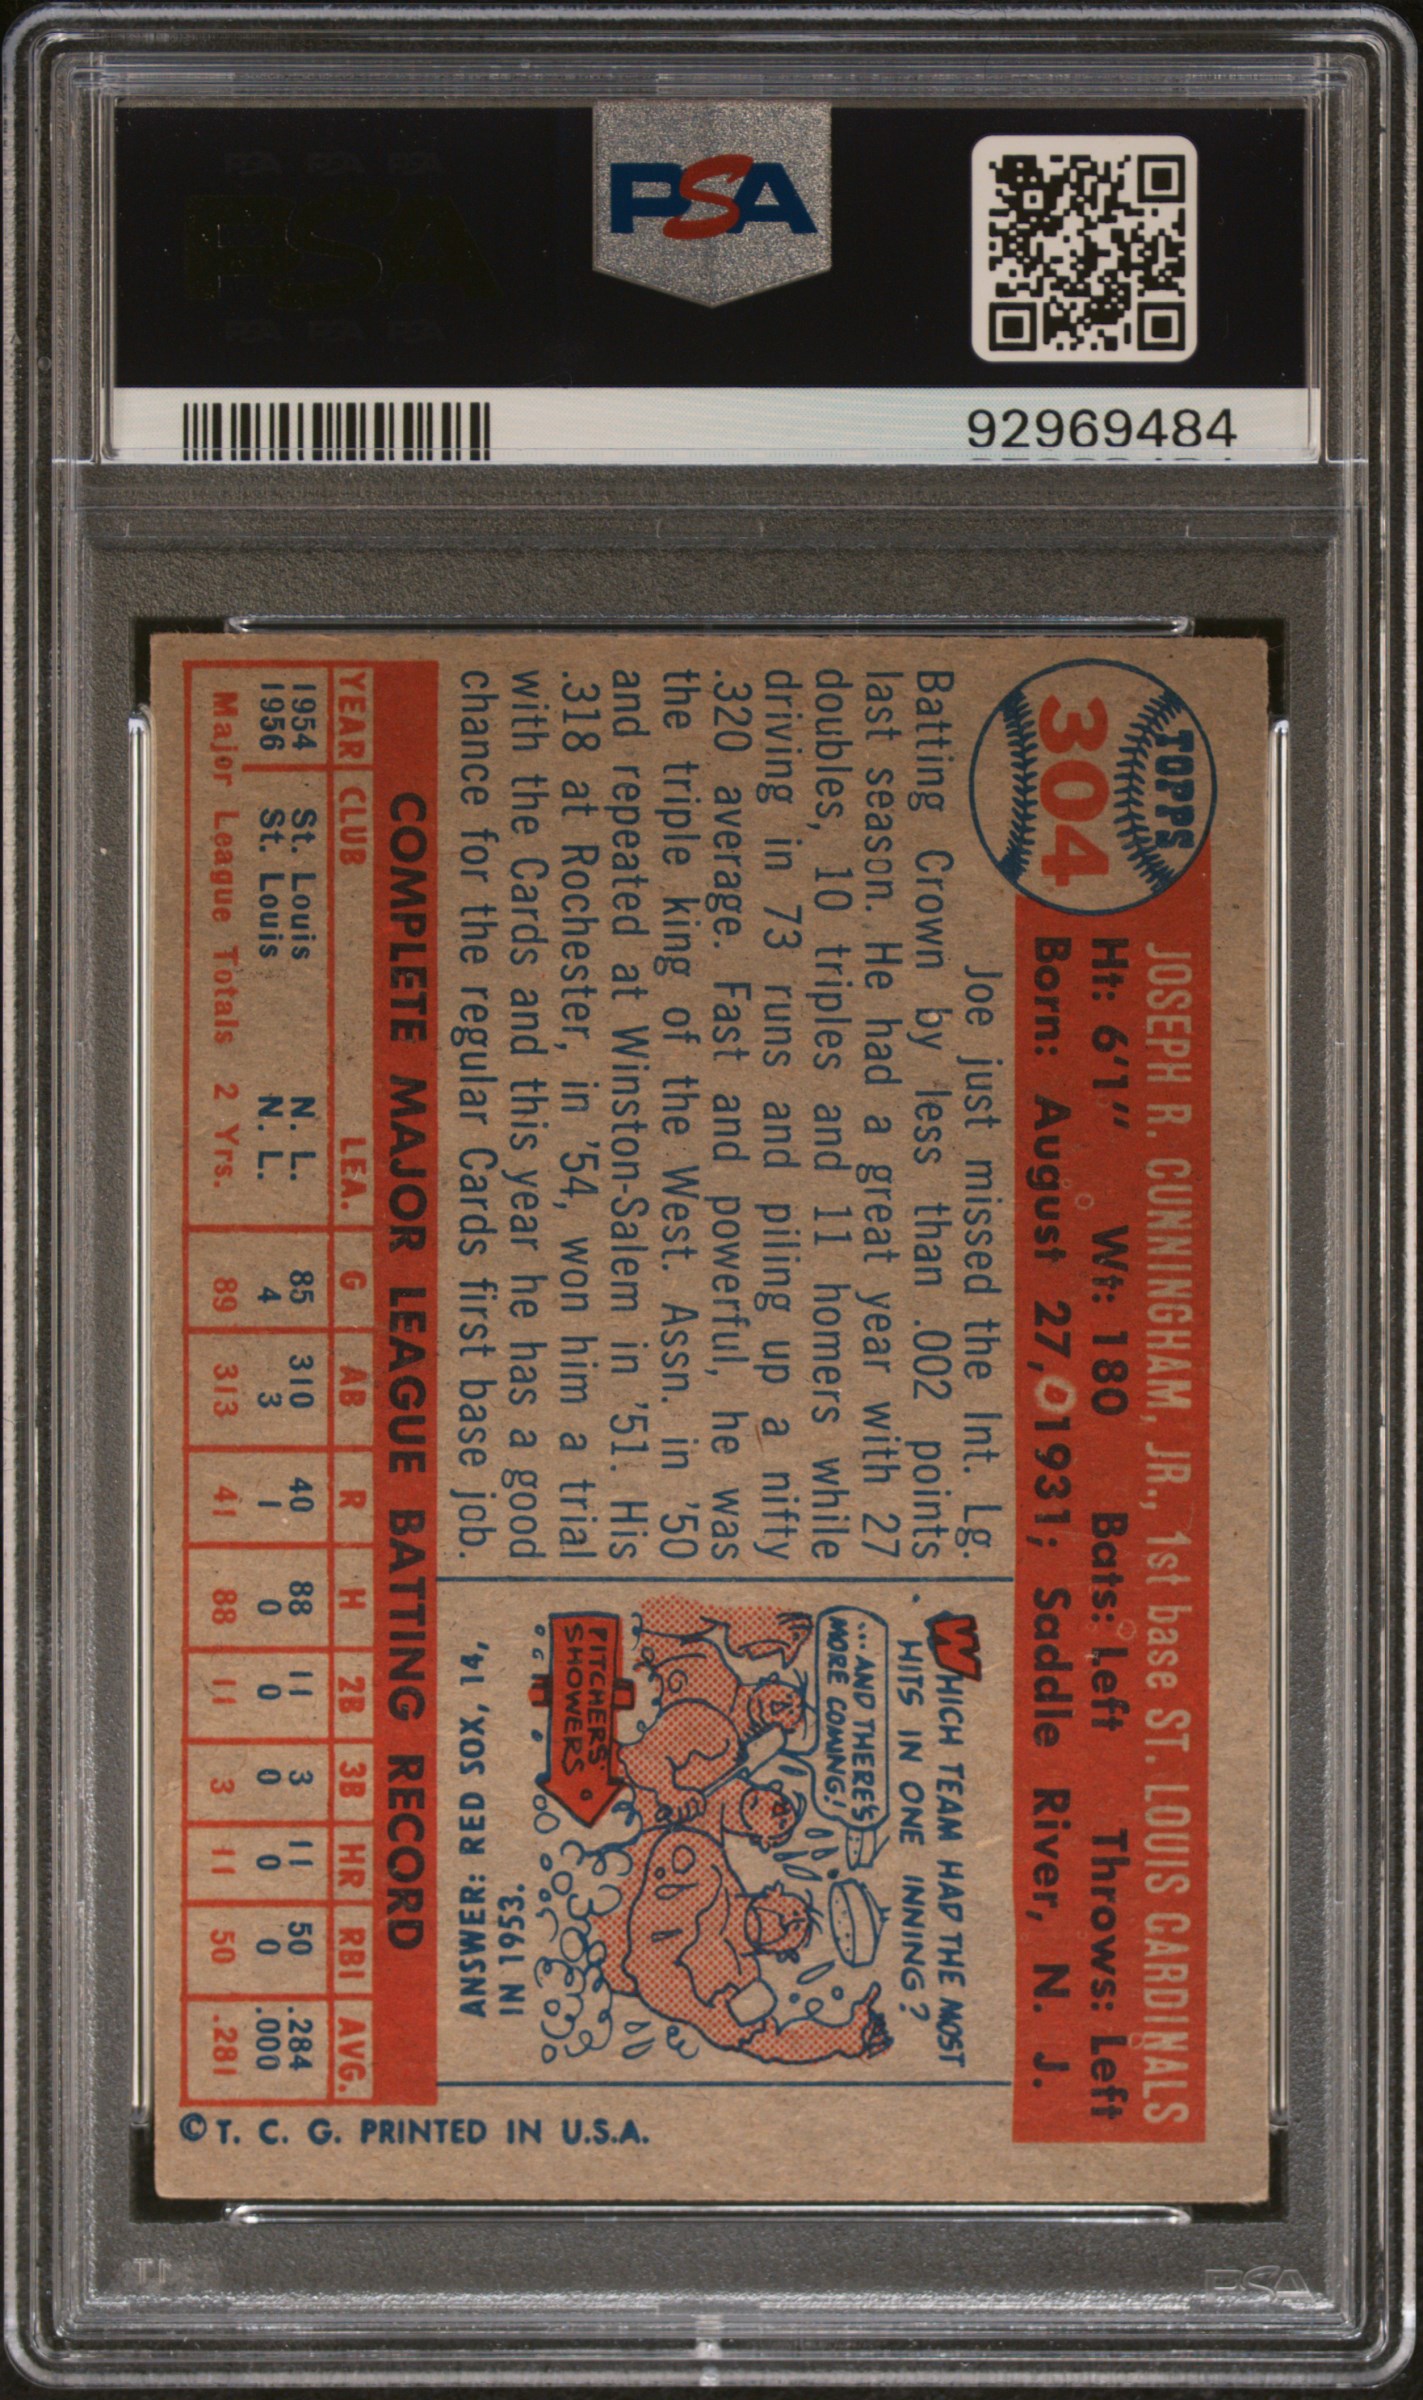 PSA
92969484
TOPPS
304
JOSEPH R. CUNNINGHAM, JR., 1st base ST. LOUIS CARDINALS
Ht: 6'1" Wt: 180 Bats: Left Throws: Left
Born: August 27, 1931; Saddle River, N. J.
Joe just missed the Int. Lg.
Batting Crown by less than .002 points
last season. He had a great year with 27
doubles, 10 triples and 11 homers while
driving in 73 runs and piling up a nifty
.320 average. Fast and powerful, he was
the triple king of the West. Assn. in '50
and repeated at Winston-Salem in '51. His
.318 at Rochester, in '54, won him a trial
with the Cards and this year he has a good
chance for the regular Cards first base job.
WHICH TEAM HAD THE MOST
HITS IN ONE INNING?
...AND THERE'S
MORE COMING!
PITCHERS'
SHOWERS
ANSWER: RED SOX, 14,
IN 1953.
COMPLETE MAJOR LEAGUE BATTING RECORD
YEAR CLUB LEA. G AB R H 2B 3B HR RBI AVG.
1954 St. Louis N. L. 85 310 40 88 11 3 11 50 .284
1956 St. Louis N. L. 4 3 1 0 0 0 0 0 .000
Major League Totals 2 Yrs. 89 313 41 88 11 3 11 50 .281
© T. C. G. PRINTED IN U.S.A.
PSA